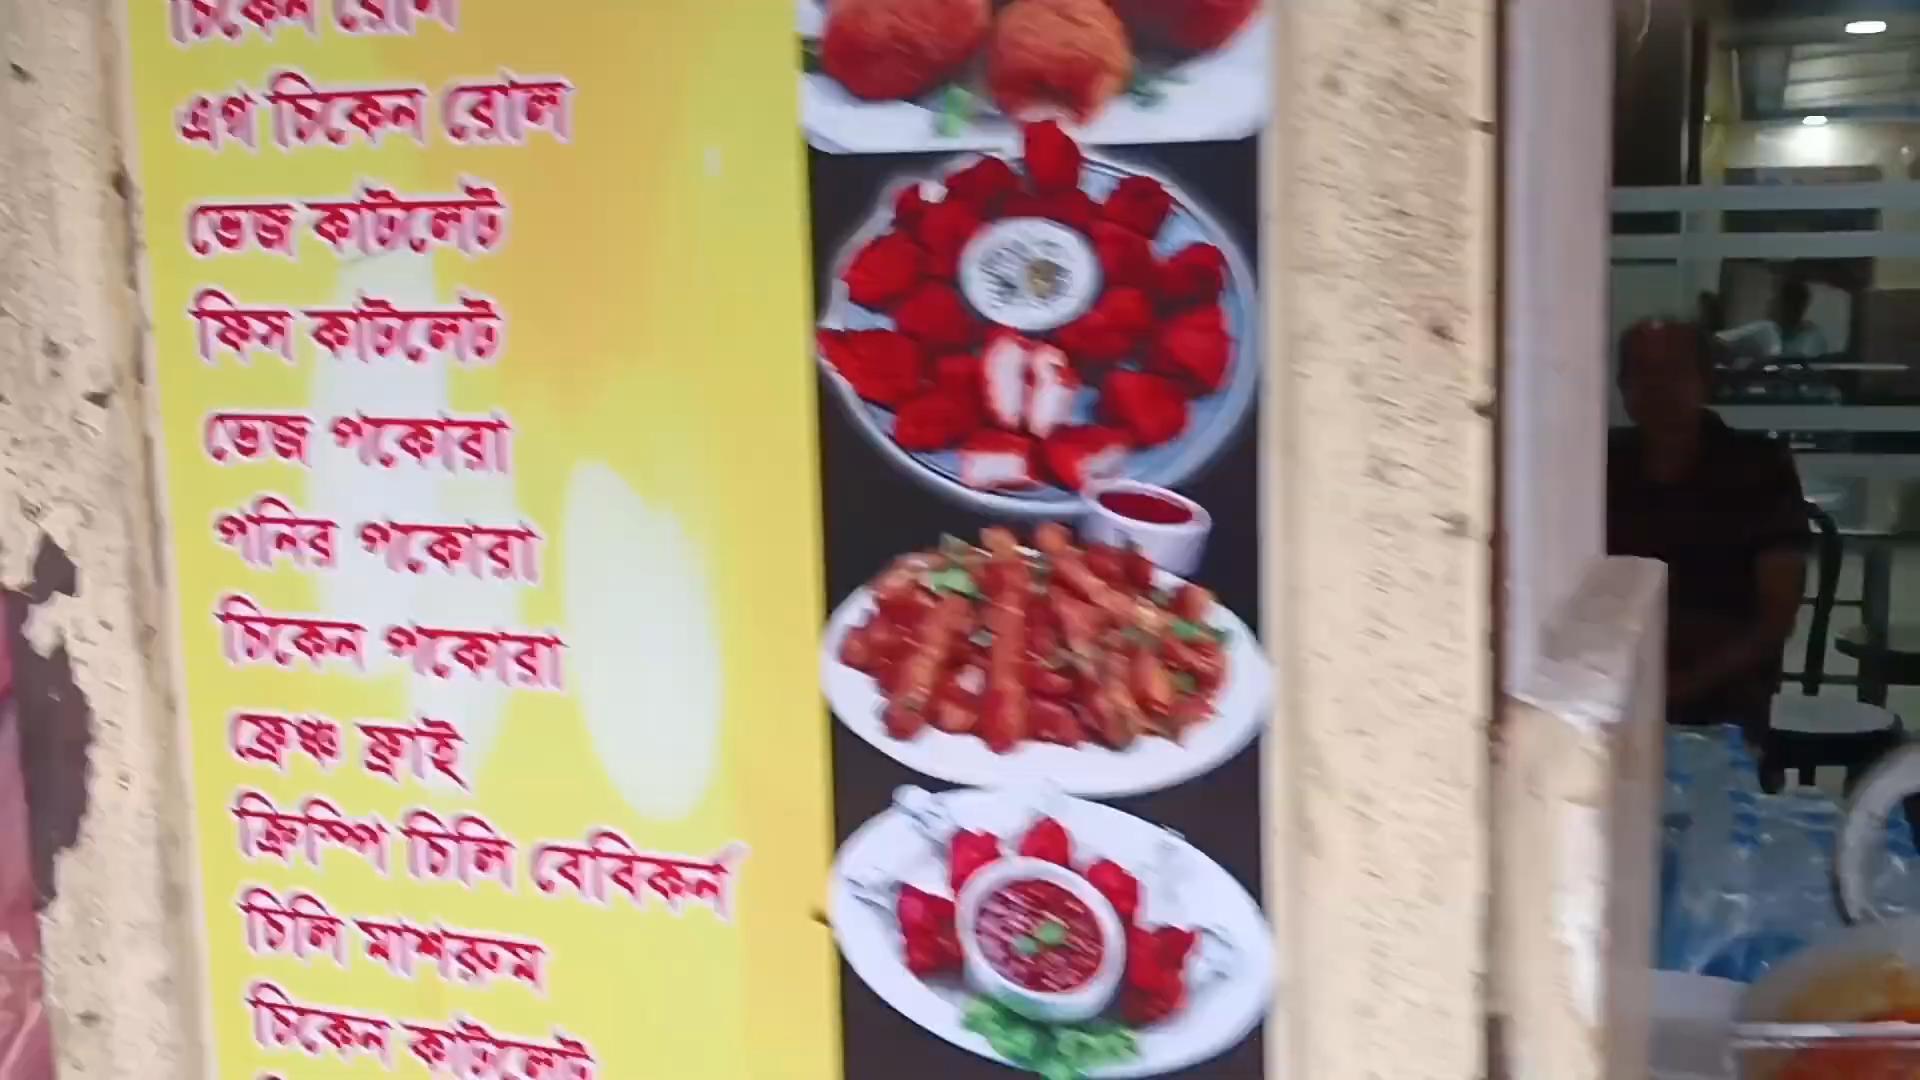 চিকেন রোল
এগ চিকেন রোল
ভেজ কাটলেট
ফিস কাটলেট
ভেজ পকোরা
পনির পকোরা
চিকেন পকোরা
ফ্রেঞ্চ ফ্রাই
ক্রিস্পি চিলি বেবিকর্ন
চিলি মাশরুম
চিকেন কাটলেট